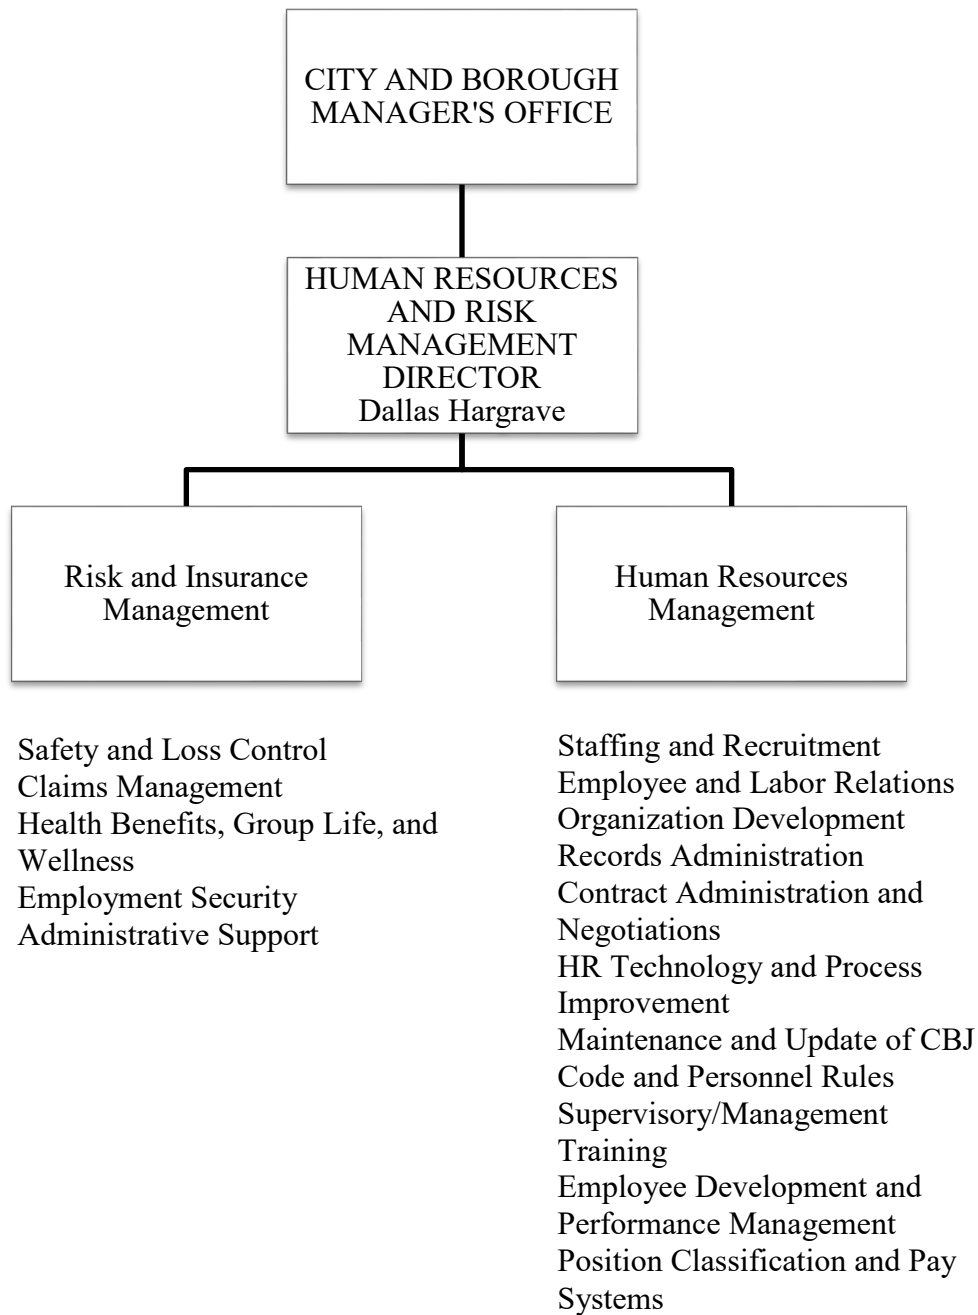 CITY AND BOROUGH
MANAGER'S OFFICE
HUMAN RESOURCES
AND RISK
MANAGEMENT
DIRECTOR
Dallas Hargrave
Risk and Insurance
Management
Human Resources
Management
Safety and Loss Control
Claims Management
Health Benefits, Group Life, and
Wellness
Employment Security
Administrative Support
Staffing and Recruitment
Employee and Labor Relations
Organization Development
Records Administration
Contract Administration and
Negotiations
HR Technology and Process
Improvement
Maintenance and Update of CBJ
Code and Personnel Rules
Supervisory/Management
Training
Employee Development and
Performance Management
Position Classification and Pay
Systems